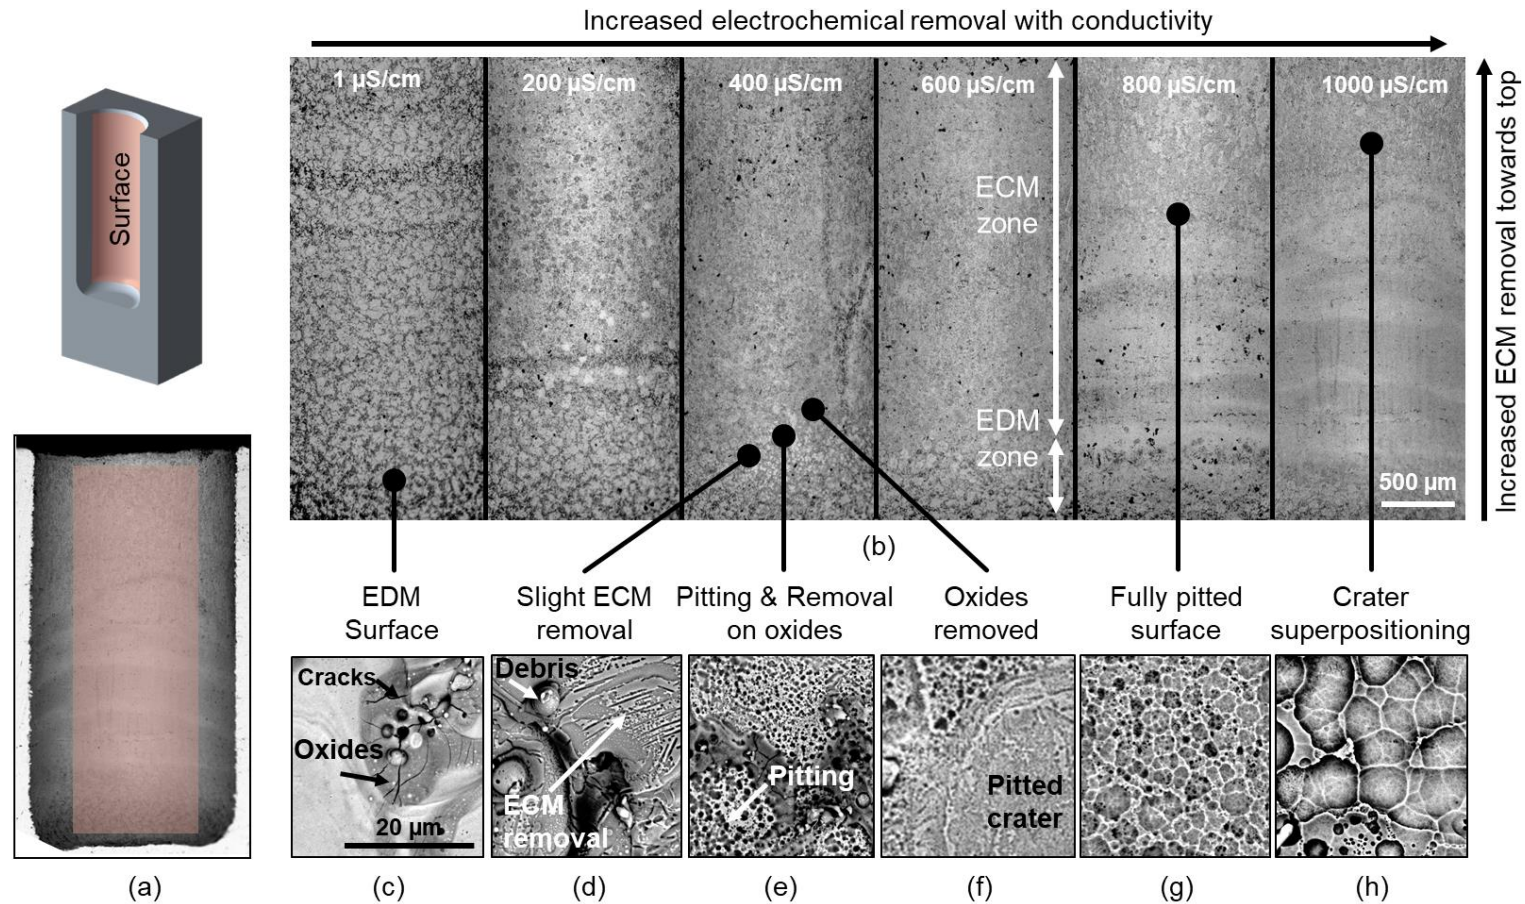 Increased electrochemical removal with conductivity
1 µS/cm
200 µS/cm
400 µS/cm
600 µS/cm
800 µS/cm
1000 µS/cm
Surface
ECM
zone
EDM
zone
500 µm
Increased ECM removal towards top
(b)
EDM
Surface
Slight ECM
removal
Pitting & Removal
on oxides
Oxides
removed
Fully pitted
surface
Crater
superpositioning
Cracks
Oxides
20 µm
Debris
ECM
removal
Pitting
Pitted
crater
(a)
(c)
(d)
(e)
(f)
(g)
(h)